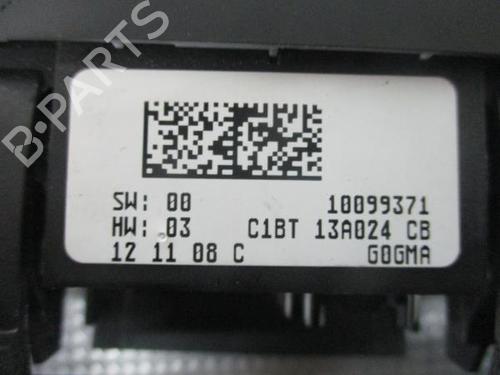 B-PARTS
SW: 00 10099371
HW: 03 C1BT 13A024 CB
12 11 08 C G0GMA